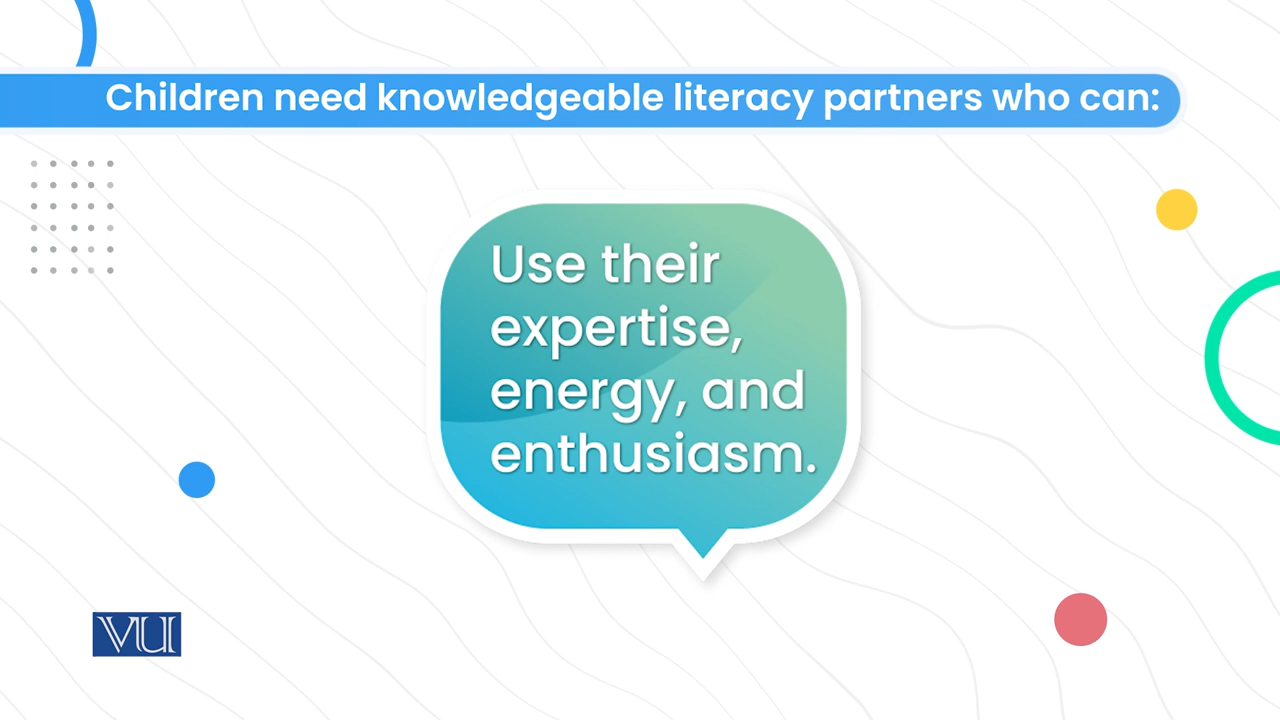 Children need knowledgeable literacy partners who can:
Use their
expertise,
energy, and
enthusiasm.
VU